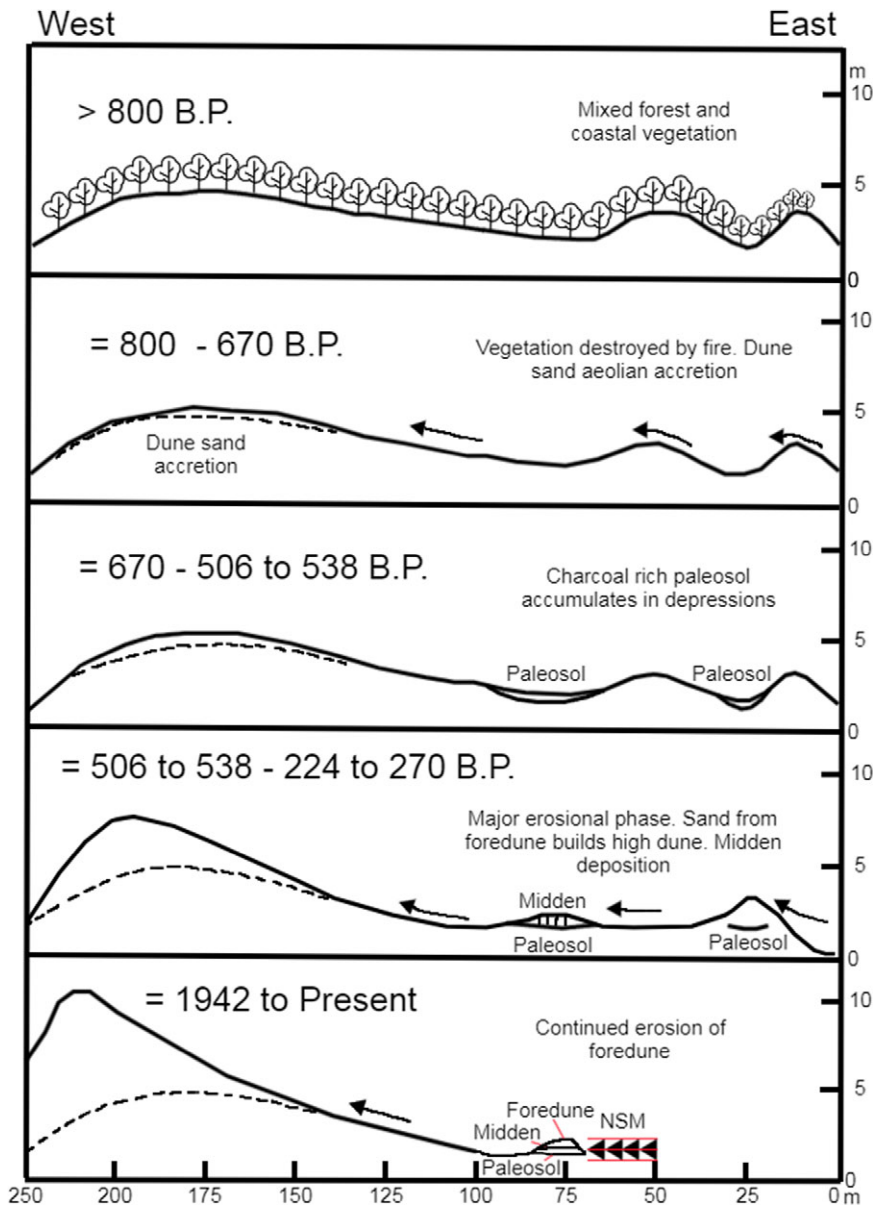 West East
m
10
> 800 B.P.
Mixed forest and
coastal vegetation
5
0
10
= 800 - 670 B.P.
Vegetation destroyed by fire. Dune
sand aeolian accretion
5
Dune sand
accretion
0
= 670 - 506 to 538 B.P.
10
Charcoal rich paleosol
accumulates in depressions
5
Paleosol Paleosol
0
= 506 to 538 - 224 to 270 B.P.
10
Major erosional phase. Sand from
foredune builds high dune. Midden
deposition
5
Midden
Paleosol Paleosol
0
= 1942 to Present
10
Continued erosion of
foredune
5
Foredune NSM
Midden
Paleosol
0
250 200 175 150 125 100 75 50 25 0 m